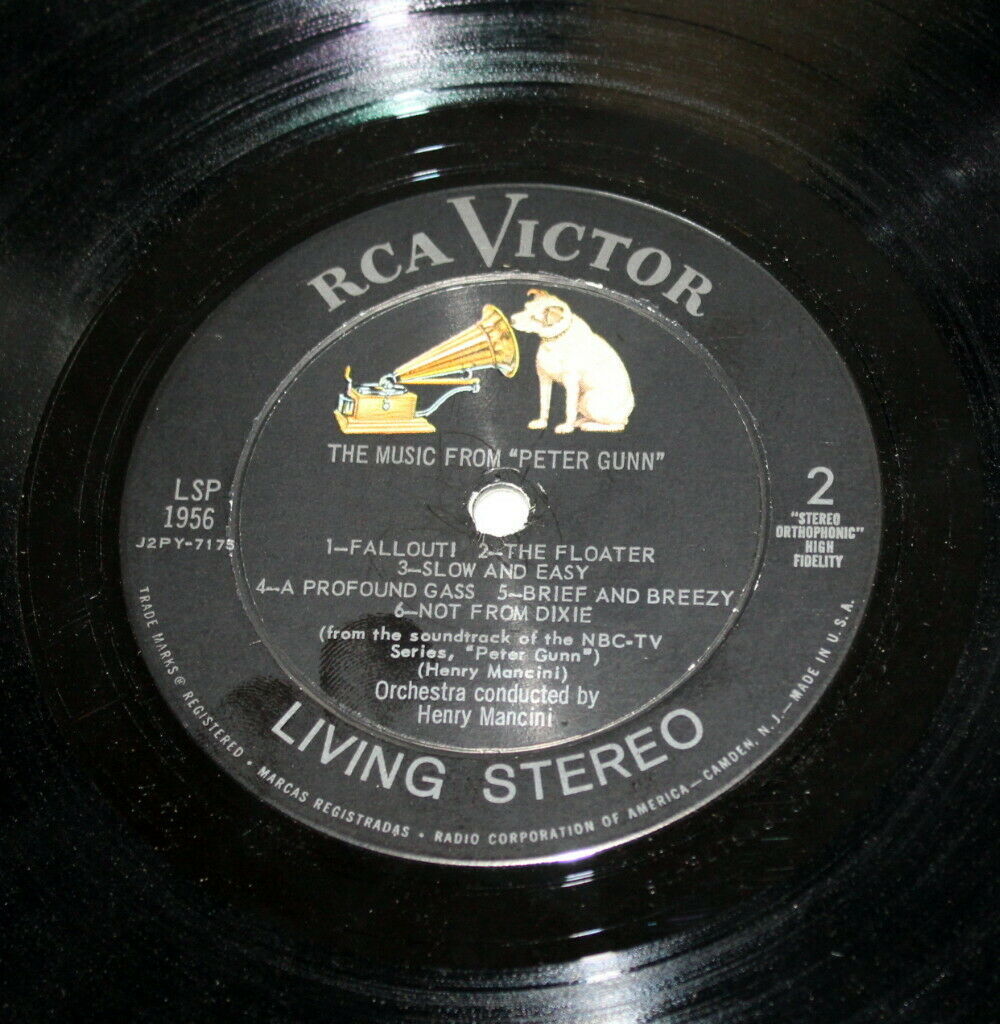 RCA VICTOR
THE MUSIC FROM "PETER GUNN"
LSP
1956
J2PY-7175
2
"STEREO
ORTHOPHONIC"
HIGH
FIDELITY
1—FALLOUT! 2—THE FLOATER
3—SLOW AND EASY
4—A PROFOUND GASS 5—BRIEF AND BREEZY
6—NOT FROM DIXIE
(from the soundtrack of the NBC-TV
Series, "Peter Gunn")
(Henry Mancini)
Orchestra conducted by
Henry Mancini
LIVING STEREO
TRADE MARKS ® REGISTERED • MARCAS REGISTRADAS • RADIO CORPORATION OF AMERICA—CAMDEN, N.J.—MADE IN U.S.A.